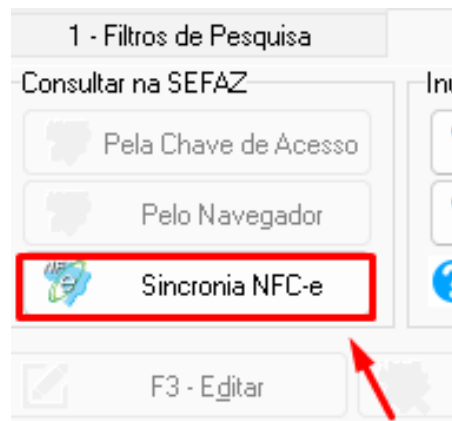 1 - Filtros de Pesquisa
Consultar na SEFAZ
Pela Chave de Acesso
Pelo Navegador
Sincronia NFC-e
F3 - Editar